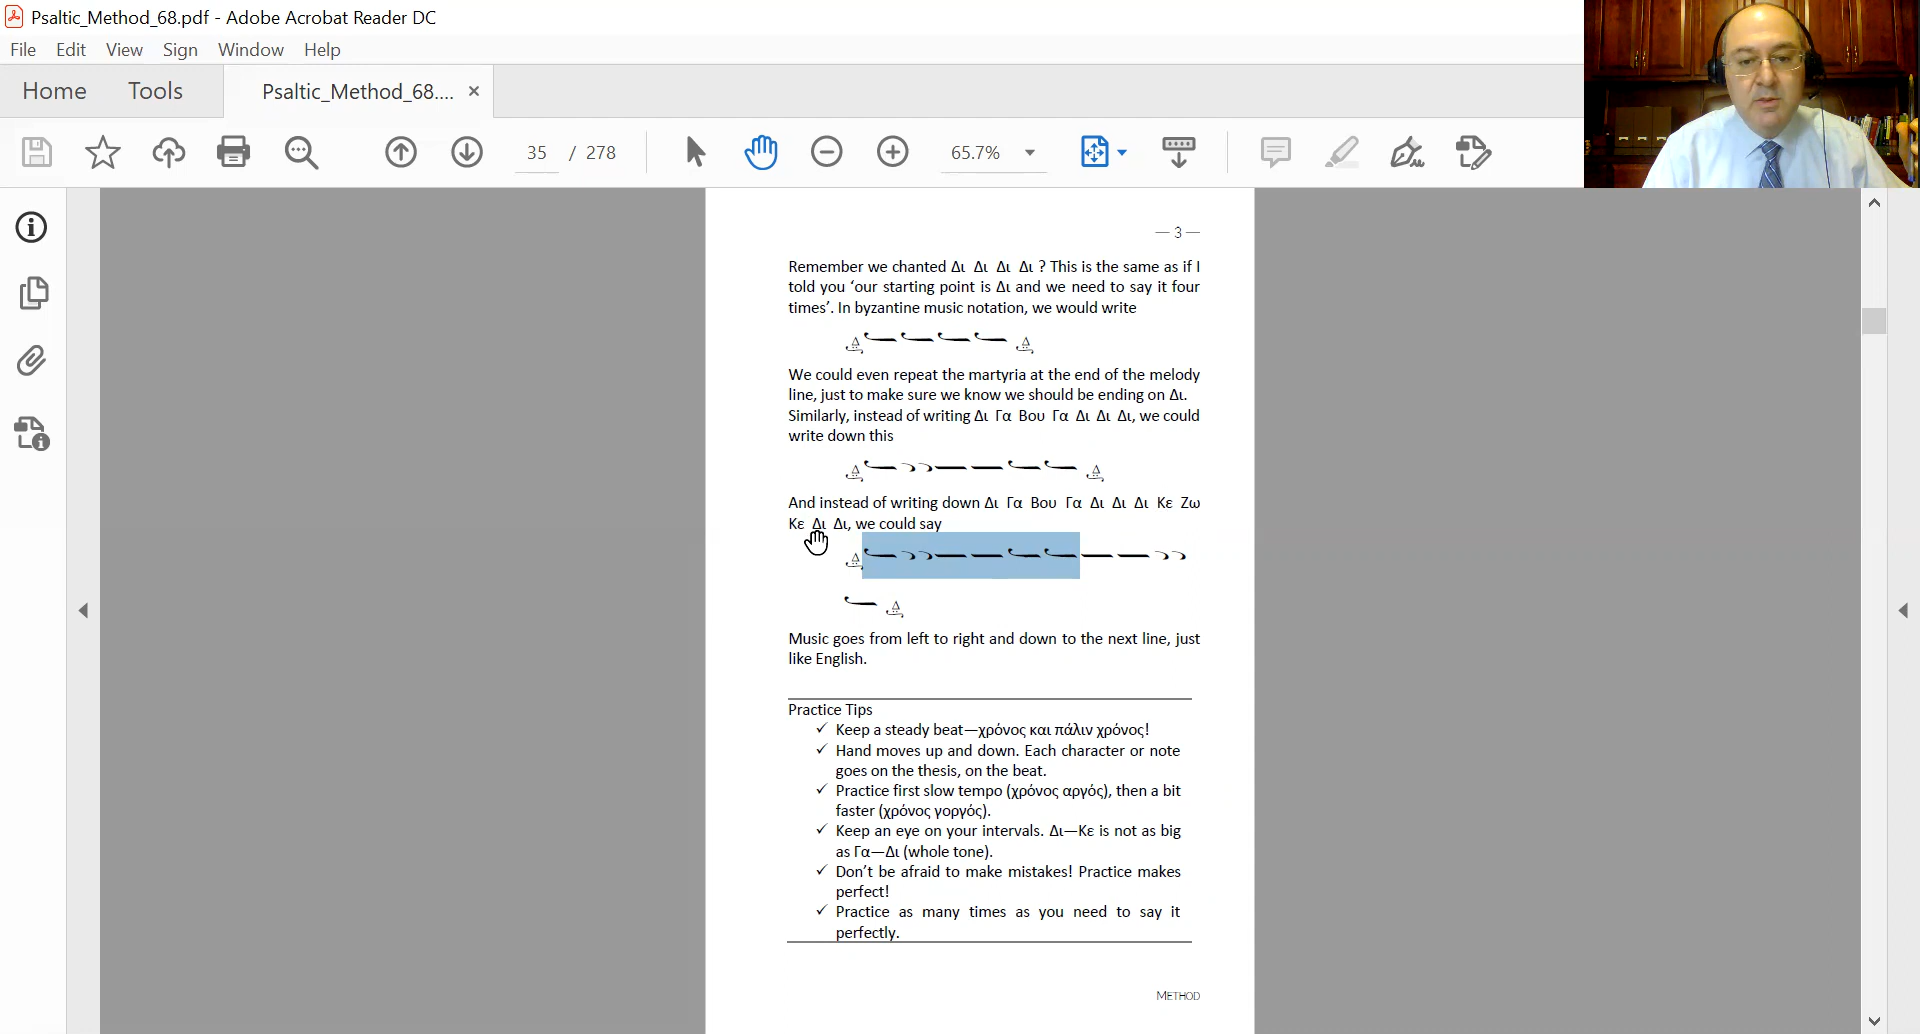 Psaltic_Method_68.pdf - Adobe Acrobat Reader DC
File Edit View Sign Window Help
Home Tools Psaltic_Method_68.... ×
35 / 278 65.7%
— 3 —
Remember we chanted Δι Δι Δι Δι ? This is the same as if I
told you ‘our starting point is Δι and we need to say it four
times’. In byzantine music notation, we would write
We could even repeat the martyria at the end of the melody
line, just to make sure we know we should be ending on Δι.
Similarly, instead of writing Δι Γα Βου Γα Δι Δι Δι, we could
write down this
And instead of writing down Δι Γα Βου Γα Δι Δι Δι Κε Ζω
Κε Δι Δι, we could say
Music goes from left to right and down to the next line, just
like English.
Practice Tips
✓ Keep a steady beat—χρόνος και πάλιν χρόνος!
✓ Hand moves up and down. Each character or note
goes on the thesis, on the beat.
✓ Practice first slow tempo (χρόνος αργός), then a bit
faster (χρόνος γοργός).
✓ Keep an eye on your intervals. Δι—Κε is not as big
as Γα—Δι (whole tone).
✓ Don’t be afraid to make mistakes! Practice makes
perfect!
✓ Practice as many times as you need to say it
perfectly.
METHOD